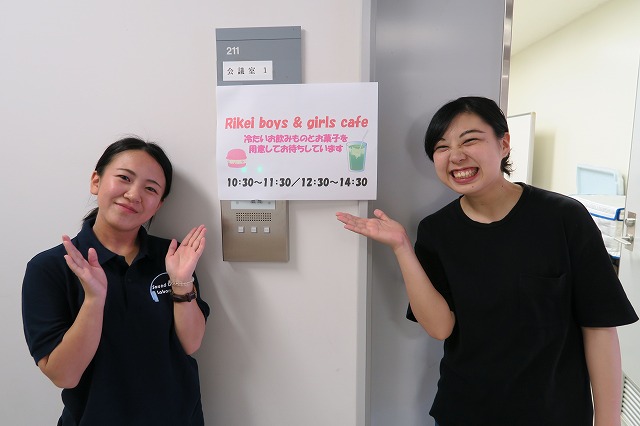 211
会議室 1
Rikei boys & girls cafe
冷たいお飲みものとお菓子を
用意してお待ちしています
10:30～11:30／12:30～14:30
Sound